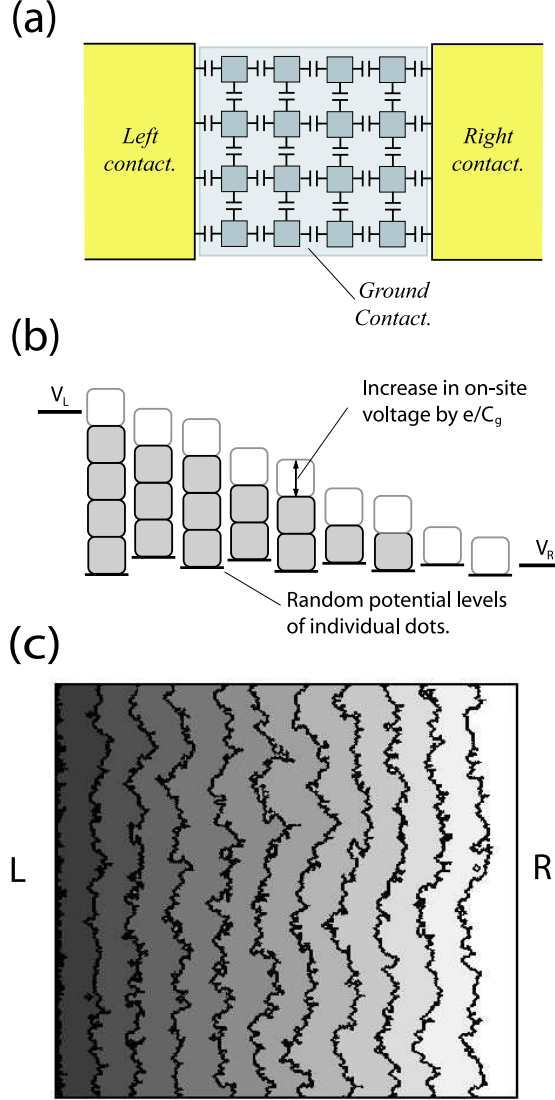 (a)
Left
contact.
Right
contact.
Ground
Contact.
(b)
V_L
Increase in on-site
voltage by e/C_g
V_R
Random potential levels
of individual dots.
(c)
L
R